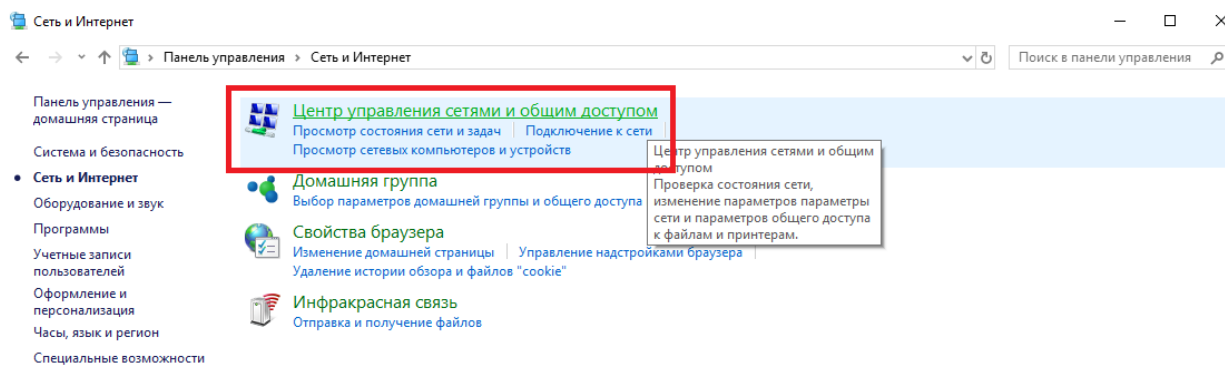 Сеть и Интернет
Панель управления › Сеть и Интернет
Поиск в панели управления
Панель управления —
домашняя страница
Система и безопасность
Сеть и Интернет
Оборудование и звук
Программы
Учетные записи
пользователей
Оформление и
персонализация
Часы, язык и регион
Специальные возможности
Центр управления сетями и общим доступом
Просмотр состояния сети и задач
Подключение к сети
Просмотр сетевых компьютеров и устройств
Домашняя группа
Выбор параметров домашней группы и общего доступа
Свойства браузера
Изменение домашней страницы
Управление надстройками браузера
Удаление истории обзора и файлов "cookie"
Инфракрасная связь
Отправка и получение файлов
Центр управления сетями и общим
доступом
Проверка состояния сети,
изменение параметров параметры
сети и параметров общего доступа
к файлам и принтерам.